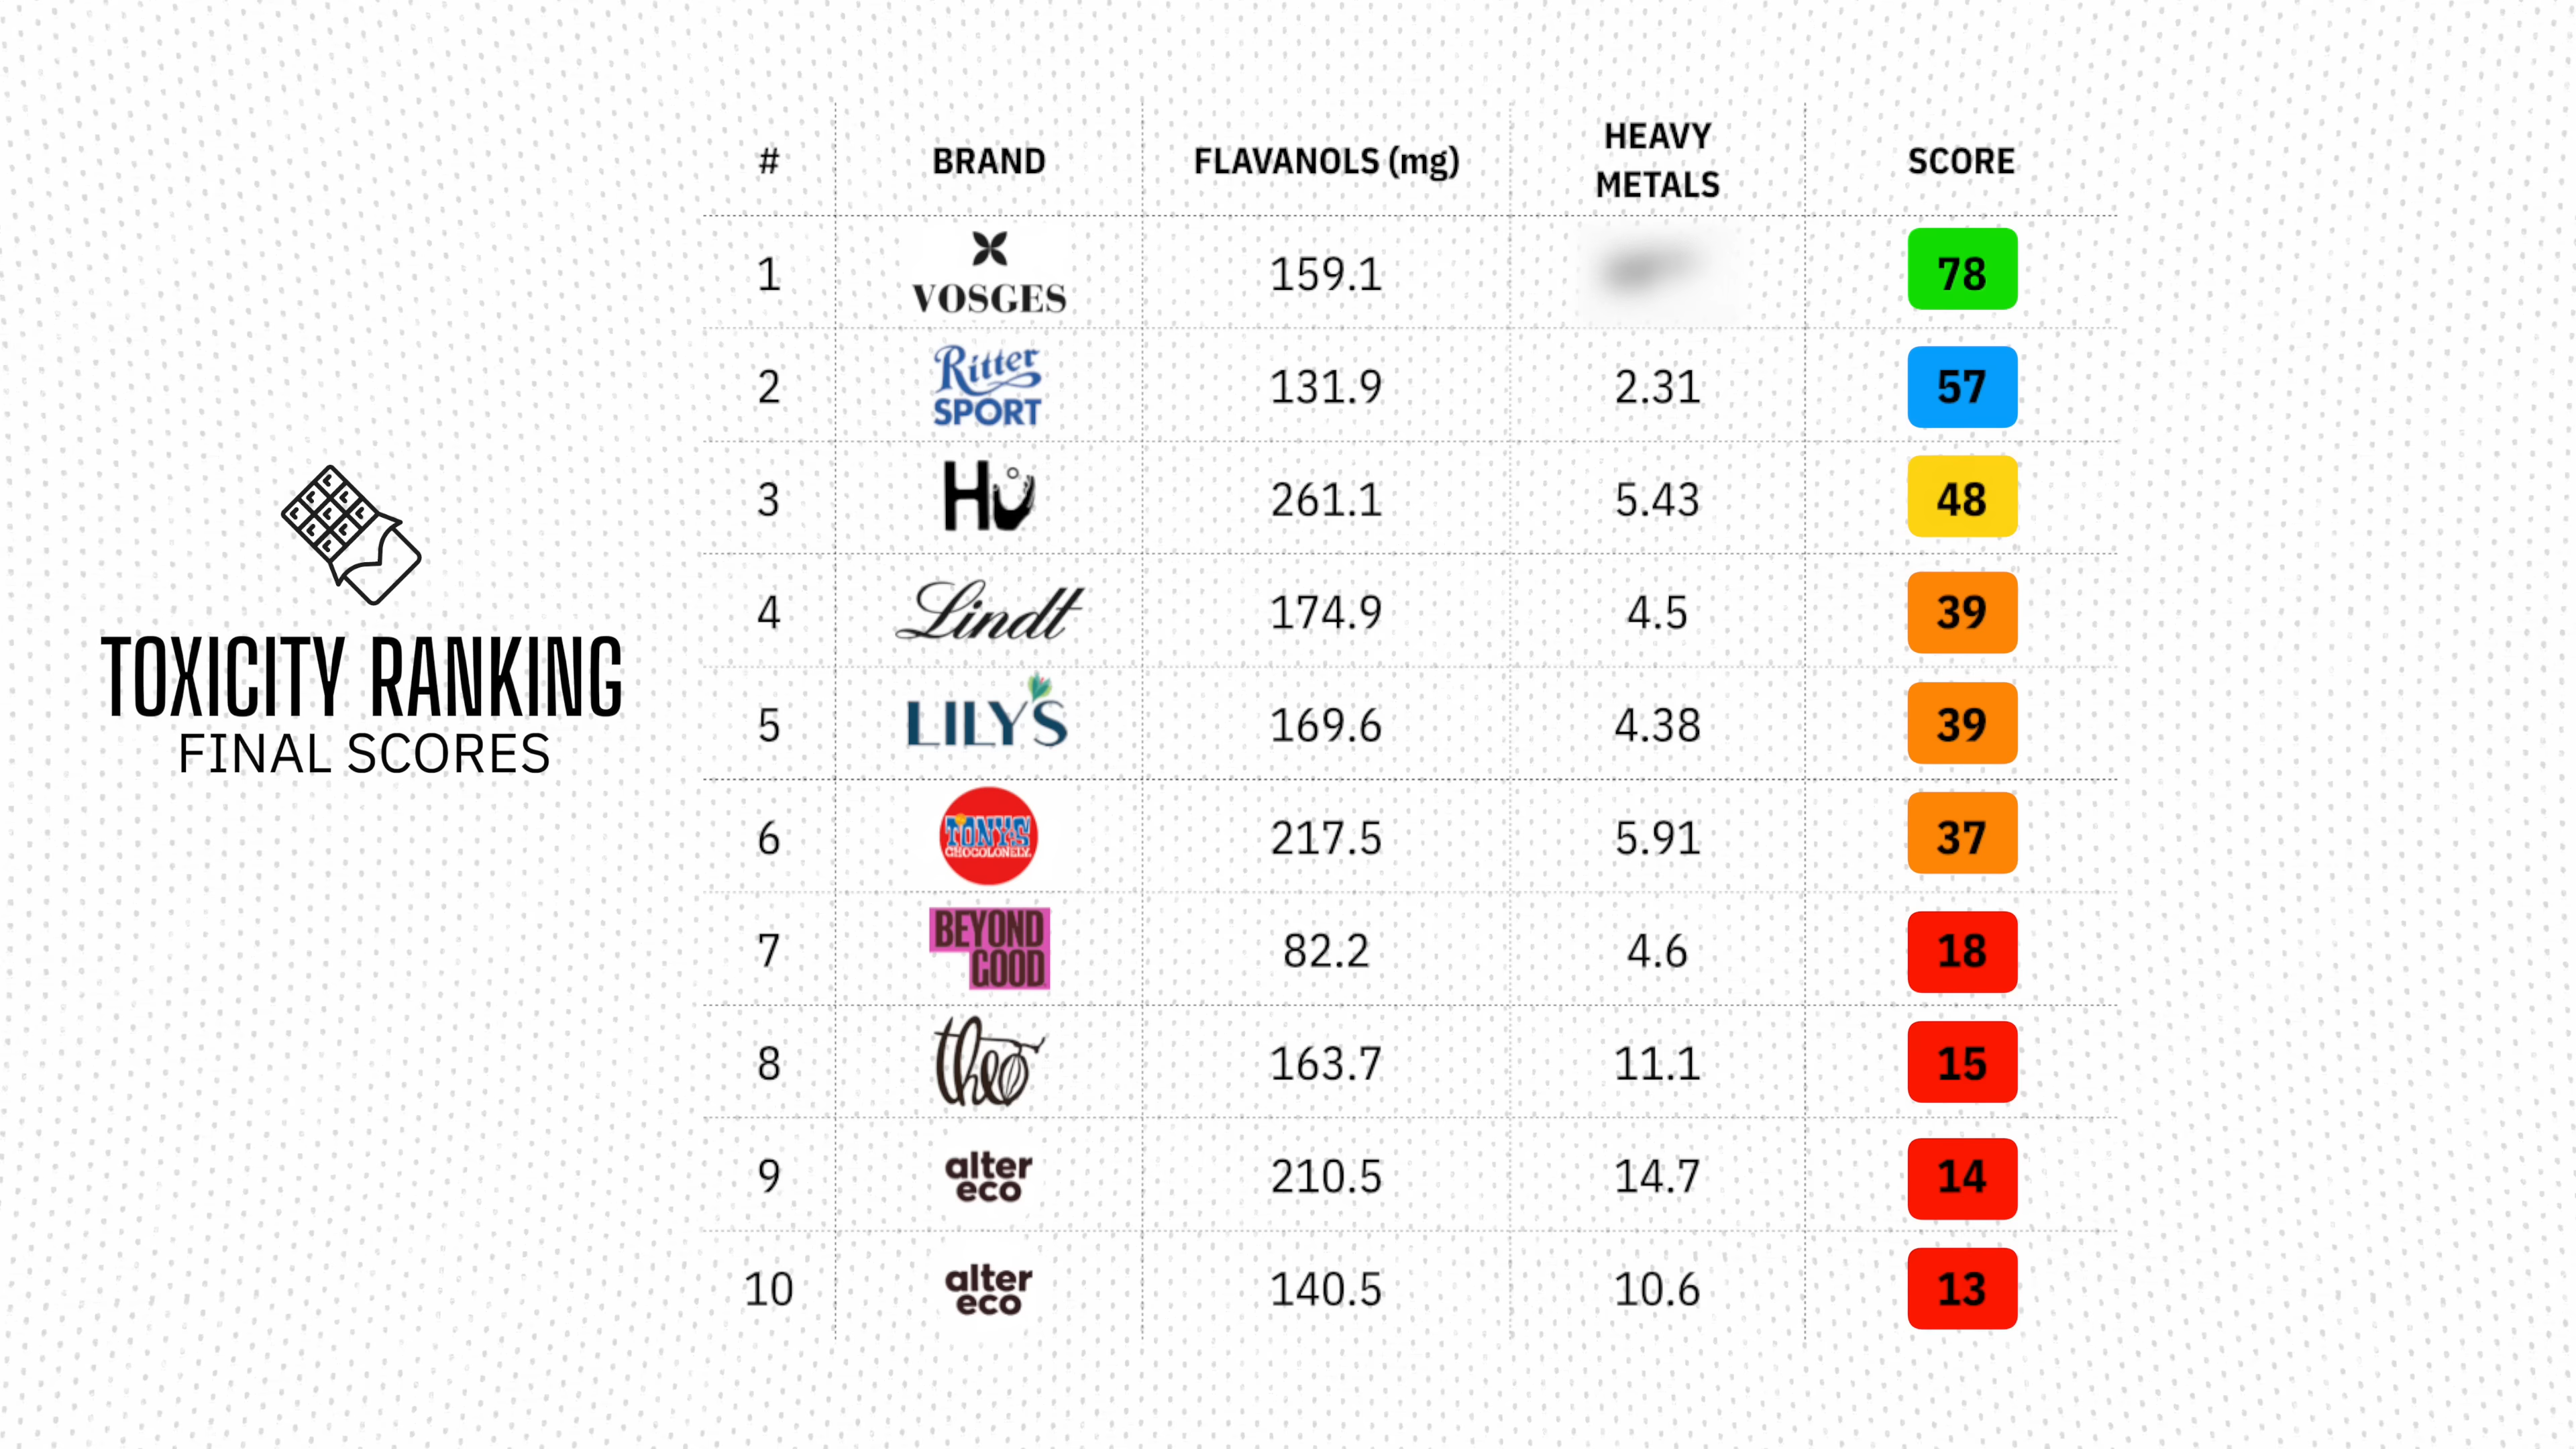 TOXICITY RANKING
FINAL SCORES
# BRAND FLAVANOLS (mg) HEAVY METALS SCORE
1 VOSGES 159.1 78
2 Ritter SPORT 131.9 2.31 57
3 Hu 261.1 5.43 48
4 Lindt 174.9 4.5 39
5 LILY'S 169.6 4.38 39
6 TONY'S CHOCOLONELY 217.5 5.91 37
7 BEYOND GOOD 82.2 4.6 18
8 theo 163.7 11.1 15
9 alter eco 210.5 14.7 14
10 alter eco 140.5 10.6 13